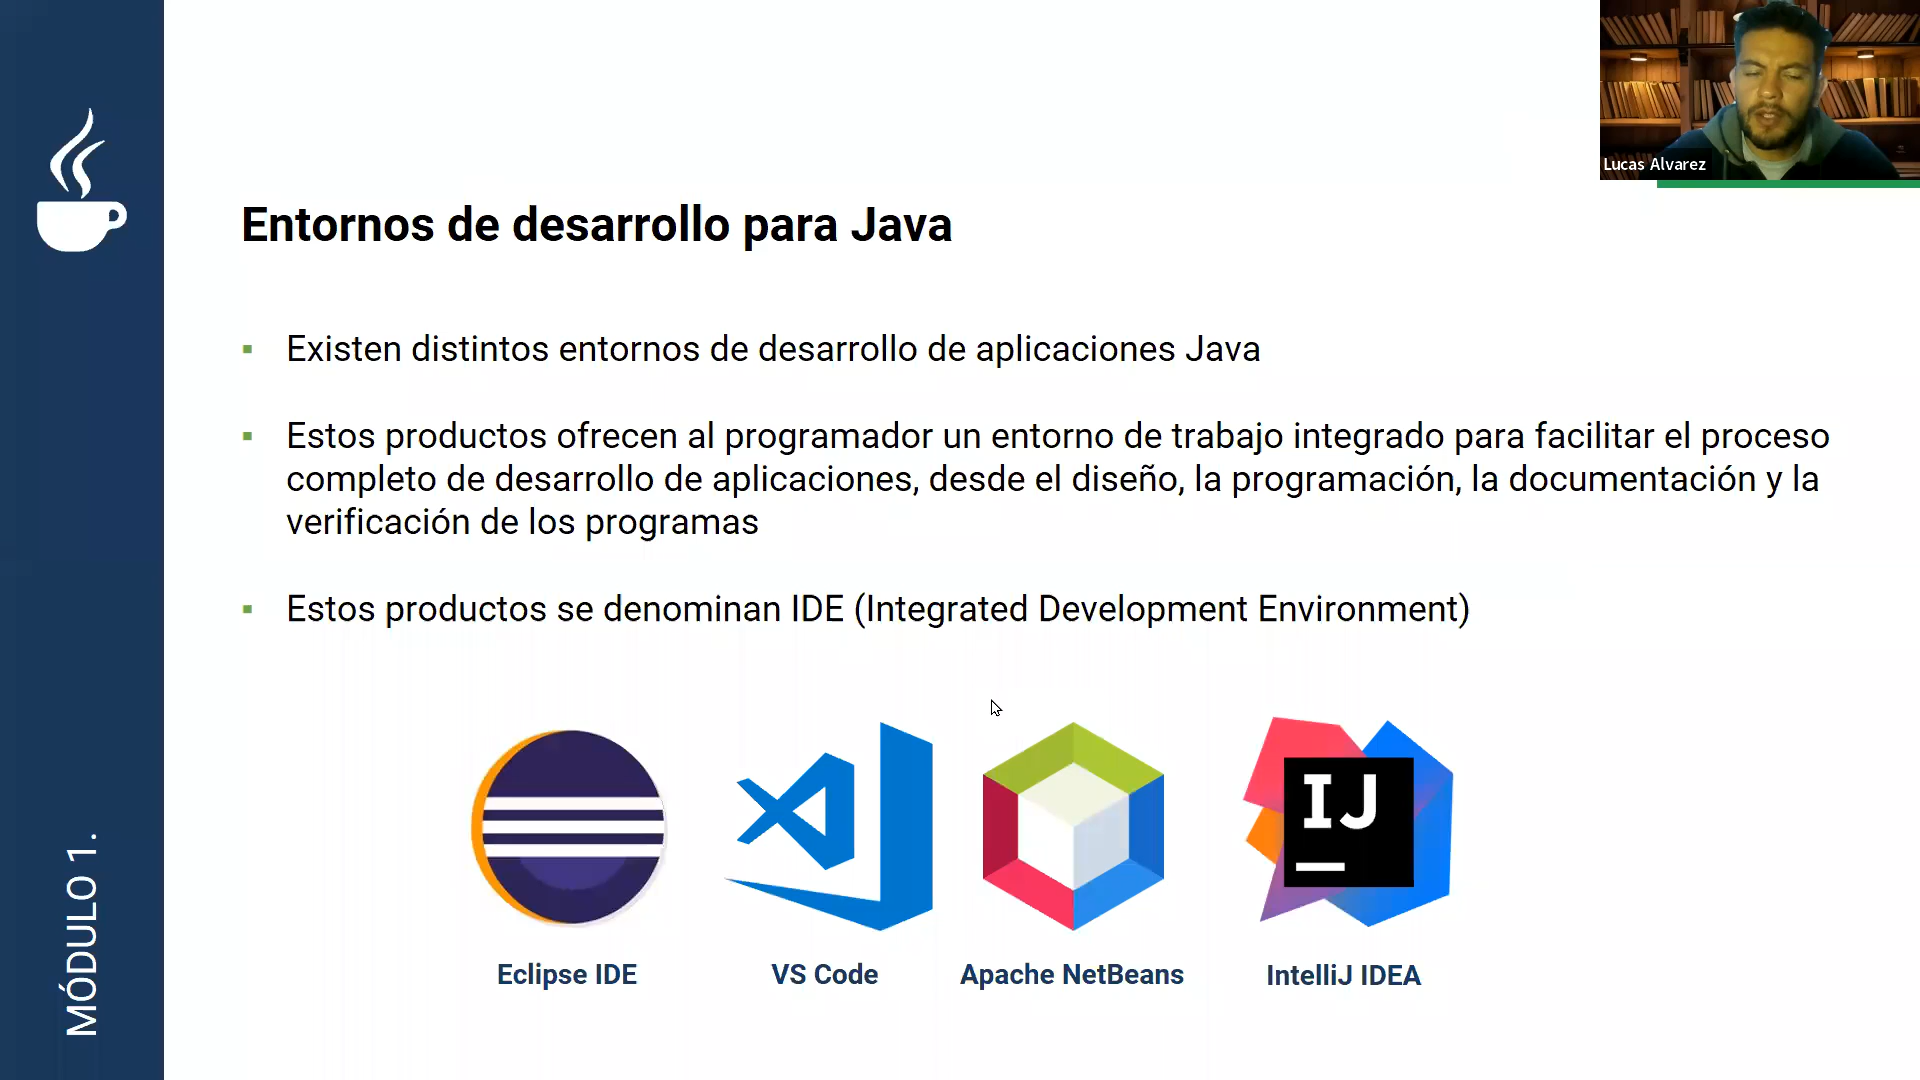 Lucas Alvarez
Entornos de desarrollo para Java
Existen distintos entornos de desarrollo de aplicaciones Java
Estos productos ofrecen al programador un entorno de trabajo integrado para facilitar el proceso
completo de desarrollo de aplicaciones, desde el diseño, la programación, la documentación y la
verificación de los programas
Estos productos se denominan IDE (Integrated Development Environment)
IJ
Eclipse IDE
VS Code
Apache NetBeans
IntelliJ IDEA
MÓDULO 1.